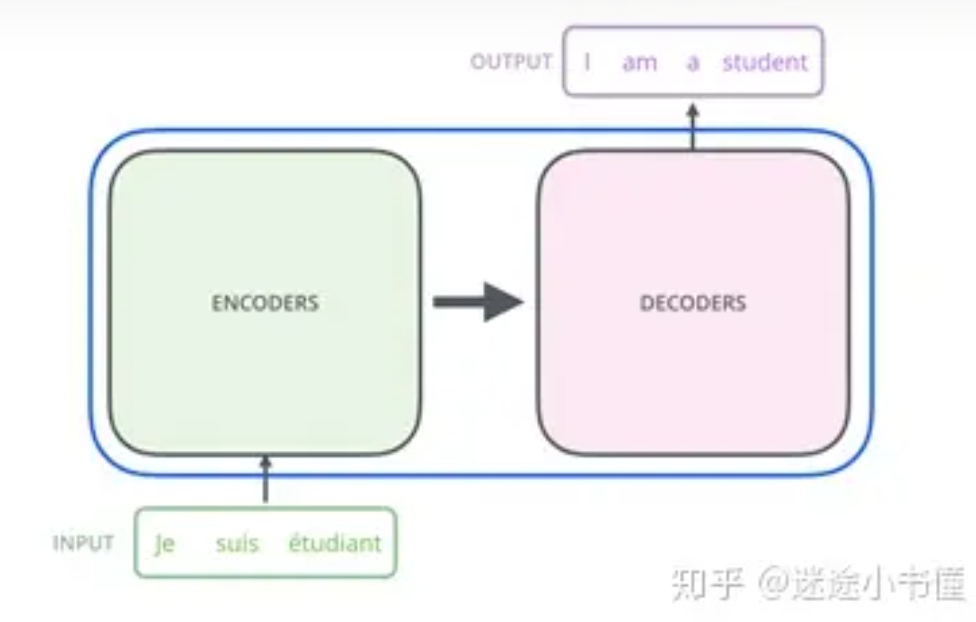 OUTPUT I am a student
ENCODERS DECODERS
INPUT Je suis étudiant
知乎 @迷途小书僮